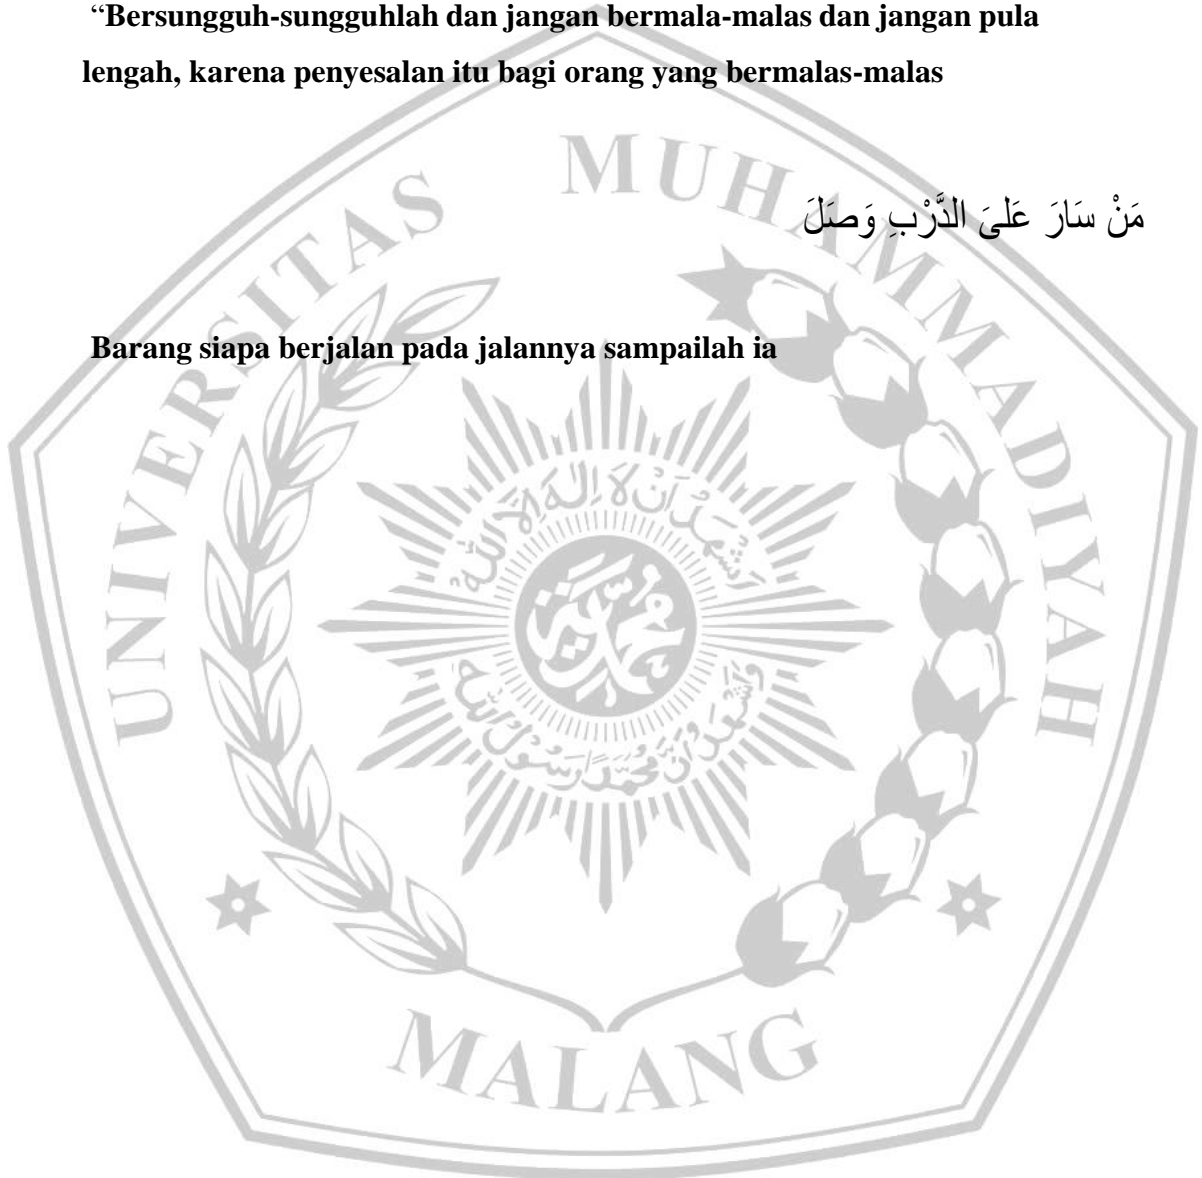 “Bersungguh-sungguhlah dan jangan bermala-malas dan jangan pula
lengah, karena penyesalan itu bagi orang yang bermalas-malas
مَنْ سَارَ عَلىَ الدَّرْبِ وَصَلَ
Barang siapa berjalan pada jalannya sampailah ia
UNIVERSITAS MUHAMMADIYAH
MALANG